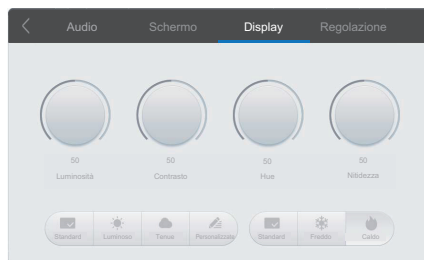 Audio Schermo Display Regolazione
50 50 50 50
Luminosità Contrasto Hue Nitidezza
Standard Luminoso Tenue Personalizzato Standard Freddo Caldo